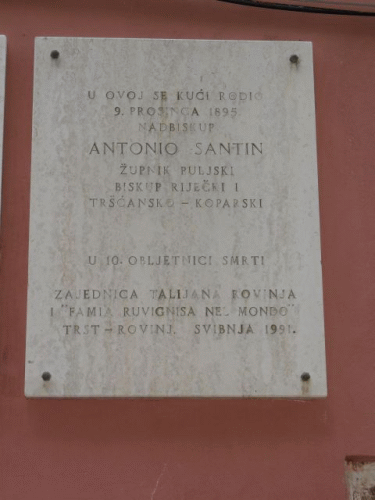 U OVOJ SE KUĆI RODIO
9. PROSINCA 1895.
NADBISKUP
ANTONIO SANTIN
ŽUPNIK PULJSKI
BISKUP RIJEČKI I
TRŠĆANSKO - KOPARSKI
U 10. OBLJETNICI SMRTI
ZAJEDNICA TALIJANA ROVINJA
I "FAMIA RUVIGNISA NEL MONDO"
TRST - ROVINJ. SVIBNJA 1991.